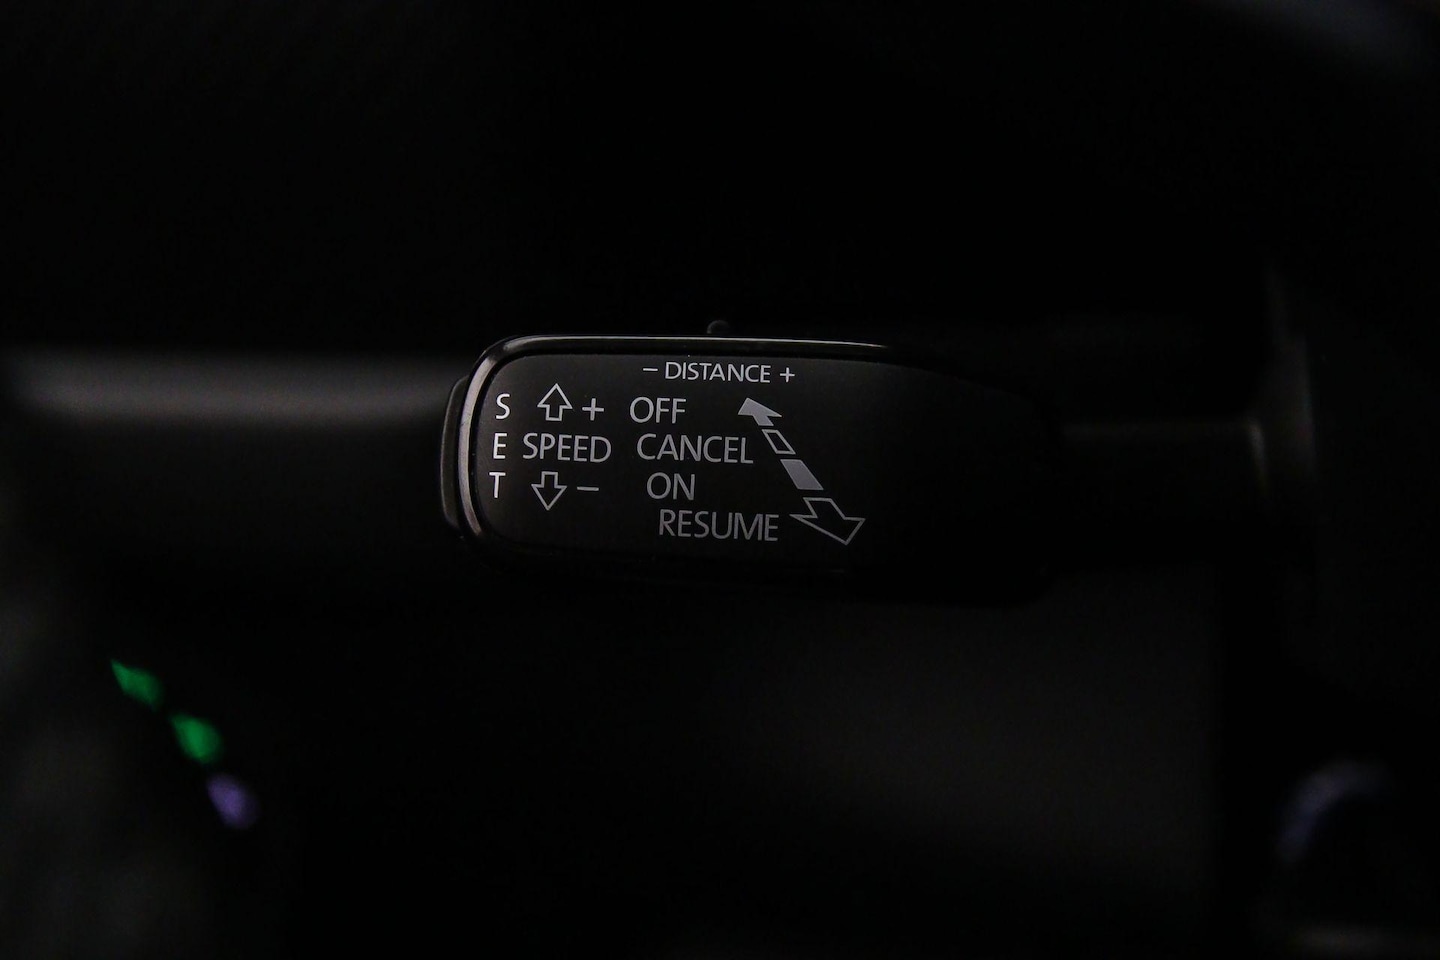 – DISTANCE +
S + OFF
E SPEED CANCEL
T – ON
RESUME